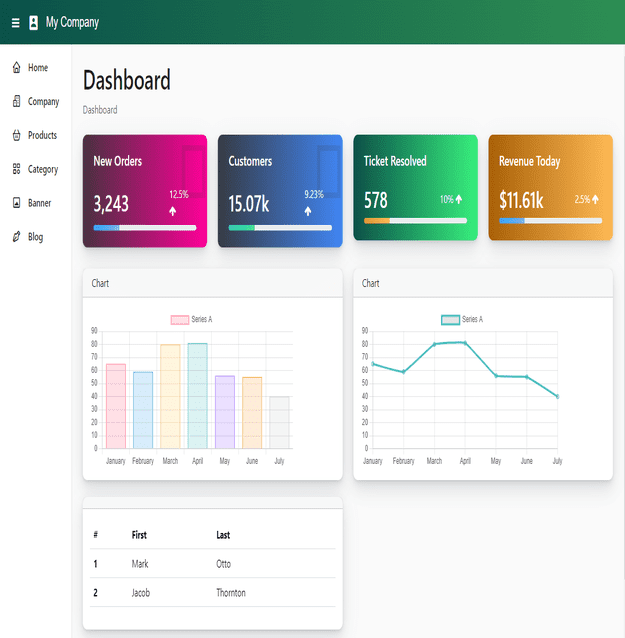 My Company
Home
Company
Products
Category
Banner
Blog
Dashboard
Dashboard
New Orders
3,243
12.5%
Customers
15.07k
9.23%
Ticket Resolved
578
10%
Revenue Today
$11.61k
2.5%
Chart
Series A
90
80
70
60
50
40
30
20
10
0
January February March April May June July
Chart
Series A
90
80
70
60
50
40
30
20
10
0
January February March April May June July
# First Last
1 Mark Otto
2 Jacob Thornton